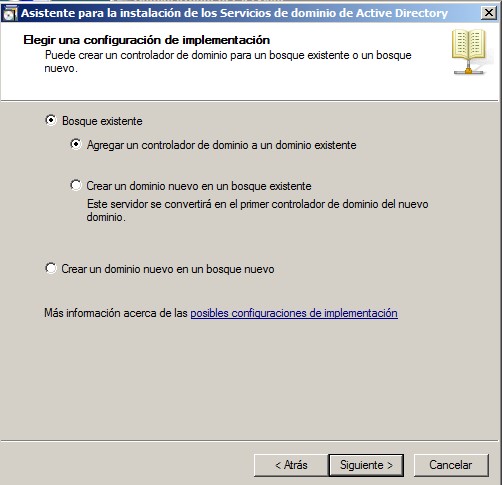 Asistente para la instalación de los Servicios de dominio de Active Directory
Elegir una configuración de implementación
Puede crear un controlador de dominio para un bosque existente o un bosque
nuevo.
Bosque existente
Agregar un controlador de dominio a un dominio existente
Crear un dominio nuevo en un bosque existente
Este servidor se convertirá en el primer controlador de dominio del nuevo
dominio.
Crear un dominio nuevo en un bosque nuevo
Más información acerca de las posibles configuraciones de implementación
< Atrás
Siguiente >
Cancelar